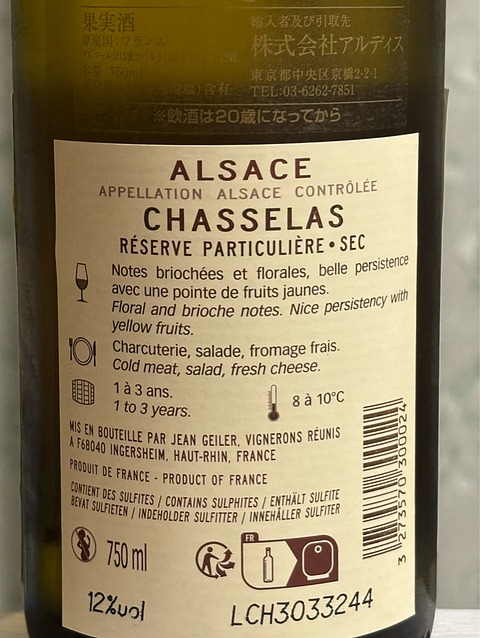 果実酒
原産国：フランス
容量：750ml
含有
輸入者及び引取先
株式会社アルディス
東京都中央区京橋2-2-1
TEL:03-6262-7851
※飲酒は20歳になってから
ALSACE
APPELLATION ALSACE CONTRÔLÉE
CHASSELAS
RÉSERVE PARTICULIÈRE • SEC
Notes briochées et florales, belle persistence
avec une pointe de fruits jaunes.
Floral and brioche notes. Nice persistency with
yellow fruits.
Charcuterie, salade, fromage frais.
Cold meat, salad, fresh cheese.
1 à 3 ans.
1 to 3 years.
8 à 10°C
MIS EN BOUTEILLE PAR JEAN GEILER, VIGNERONS RÉUNIS
A F68040 INGERSHEIM, HAUT-RHIN, FRANCE
PRODUIT DE FRANCE - PRODUCT OF FRANCE
CONTIENT DES SULFITES / CONTAINS SULPHITES / ENTHÄLT SULFITE
BEVAT SULFIETEN / INDEHOLDER SULFITTER / INNEHÅLLER SULFITER
3 273570 300024
750 ml
FR
12%vol
LCH3033244